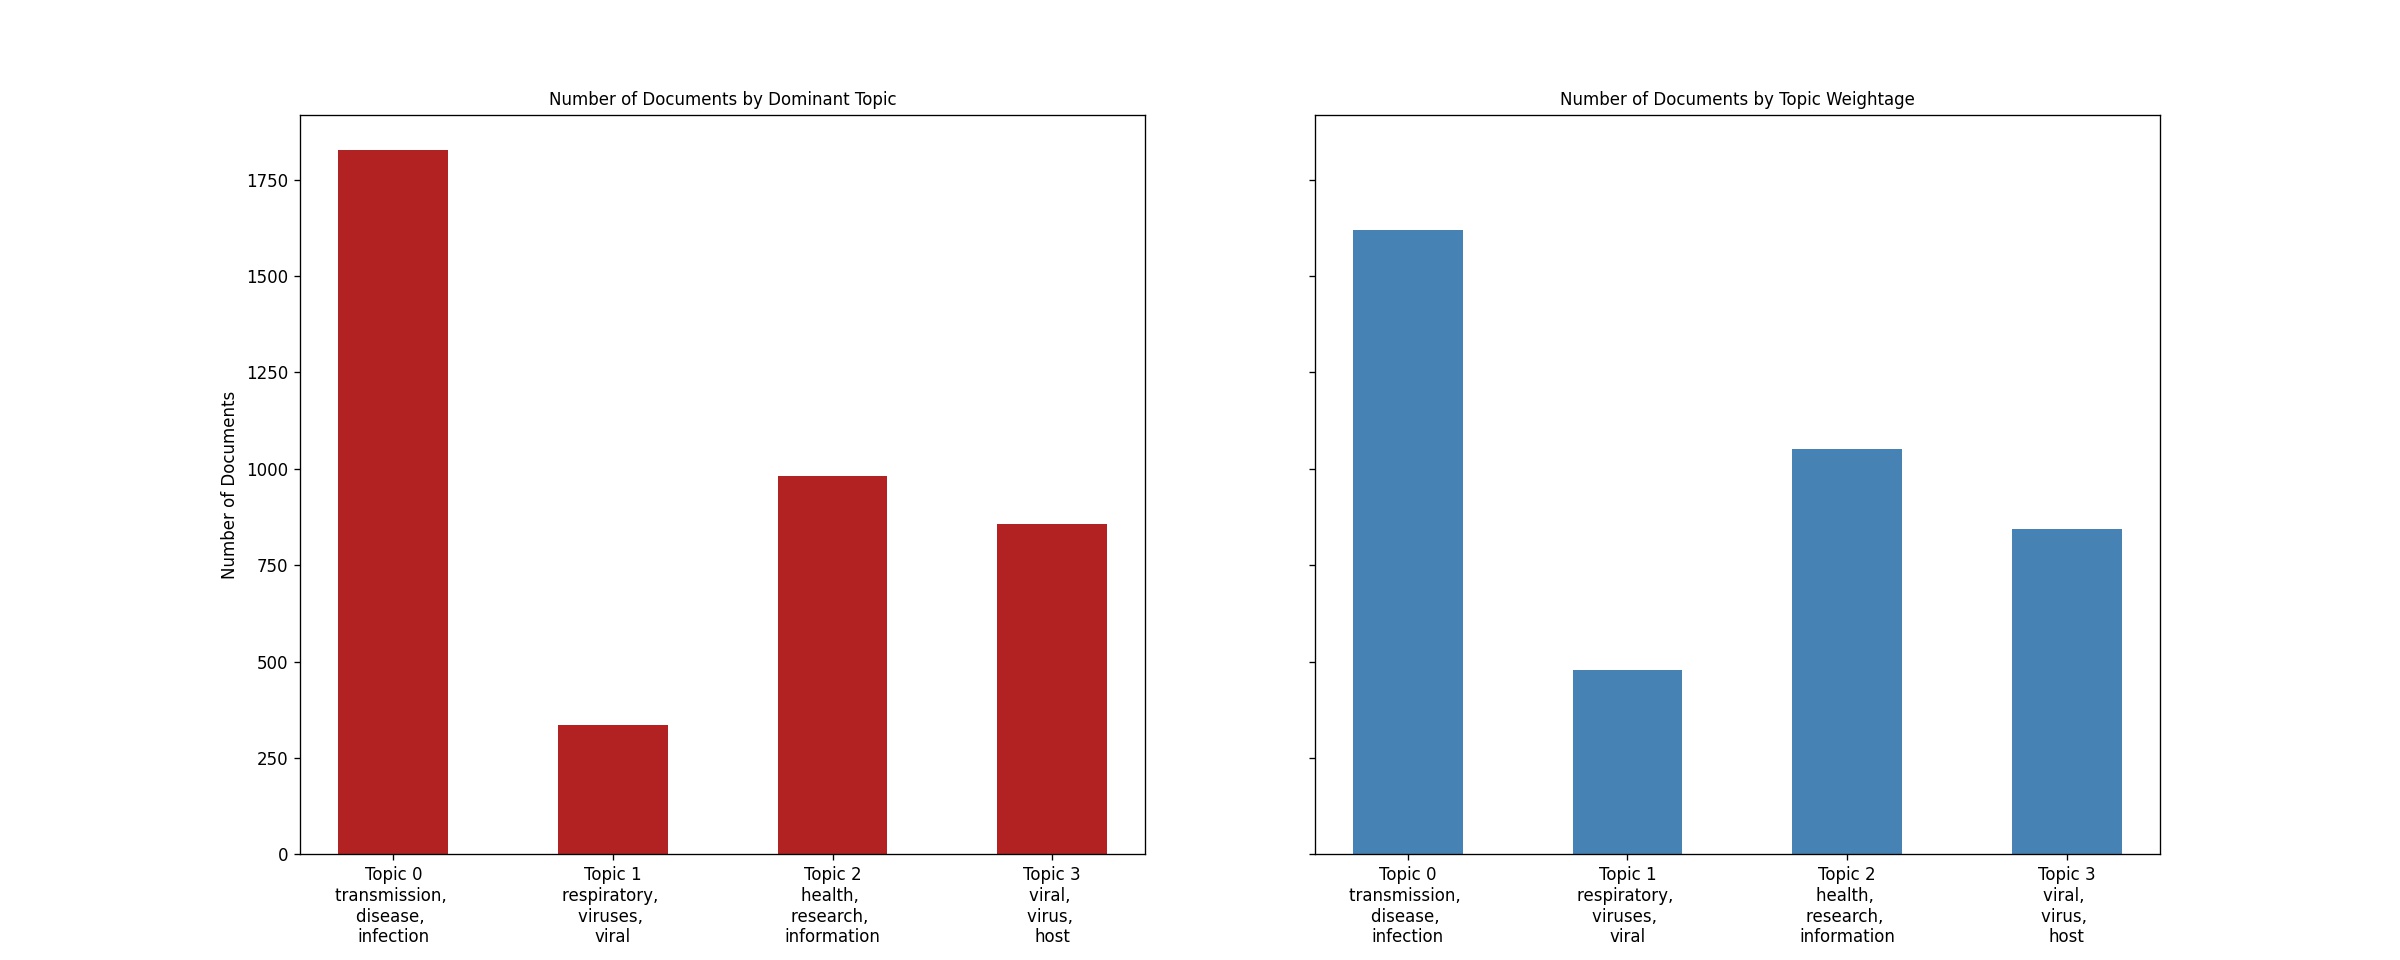 Number of Documents by Dominant Topic
Number of Documents
1750
1500
1250
1000
750
500
250
0
Topic 0
transmission,
disease,
infection
Topic 1
respiratory,
viruses,
viral
Topic 2
health,
research,
information
Topic 3
viral,
virus,
host
Number of Documents by Topic Weightage
Topic 0
transmission,
disease,
infection
Topic 1
respiratory,
viruses,
viral
Topic 2
health,
research,
information
Topic 3
viral,
virus,
host